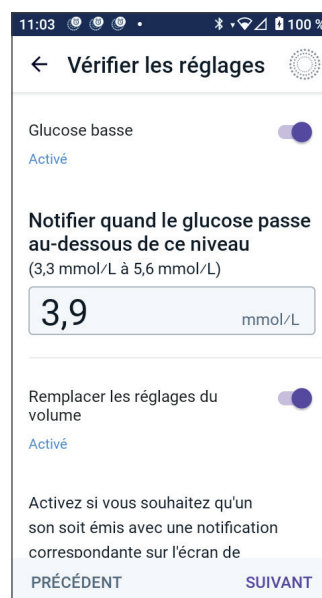 11:03 100 %
Vérifier les réglages
Glucose basse
Activé
Notifier quand le glucose passe
au-dessous de ce niveau
(3,3 mmol/L à 5,6 mmol/L)
3,9 mmol/L
Remplacer les réglages du
volume
Activé
Activez si vous souhaitez qu'un
son soit émis avec une notification
correspondante sur l'écran de
PRÉCÉDENT SUIVANT